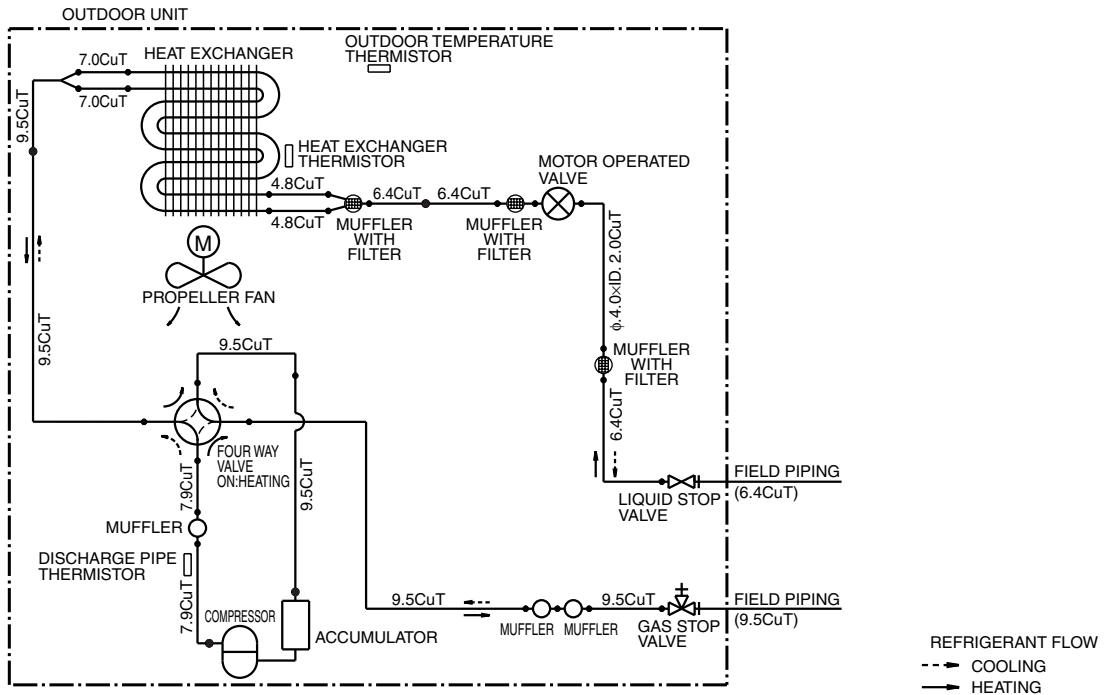 OUTDOOR UNIT
HEAT EXCHANGER
OUTDOOR TEMPERATURE
THERMISTOR
7.0CuT
7.0CuT
9.5CuT
HEAT EXCHANGER
THERMISTOR
MOTOR OPERATED
VALVE
4.8CuT
4.8CuT
6.4CuT
6.4CuT
MUFFLER
WITH
FILTER
MUFFLER
WITH
FILTER
M
PROPELLER FAN
φ.4.0×ID. 2.0CuT
9.5CuT
9.5CuT
MUFFLER
WITH
FILTER
6.4CuT
FOUR WAY
VALVE
ON:HEATING
7.9CuT
9.5CuT
FIELD PIPING
(6.4CuT)
LIQUID STOP
VALVE
MUFFLER
DISCHARGE PIPE
THERMISTOR
7.9CuT
COMPRESSOR
ACCUMULATOR
9.5CuT
9.5CuT
MUFFLER
MUFFLER
GAS STOP
VALVE
FIELD PIPING
(9.5CuT)
REFRIGERANT FLOW
COOLING
HEATING